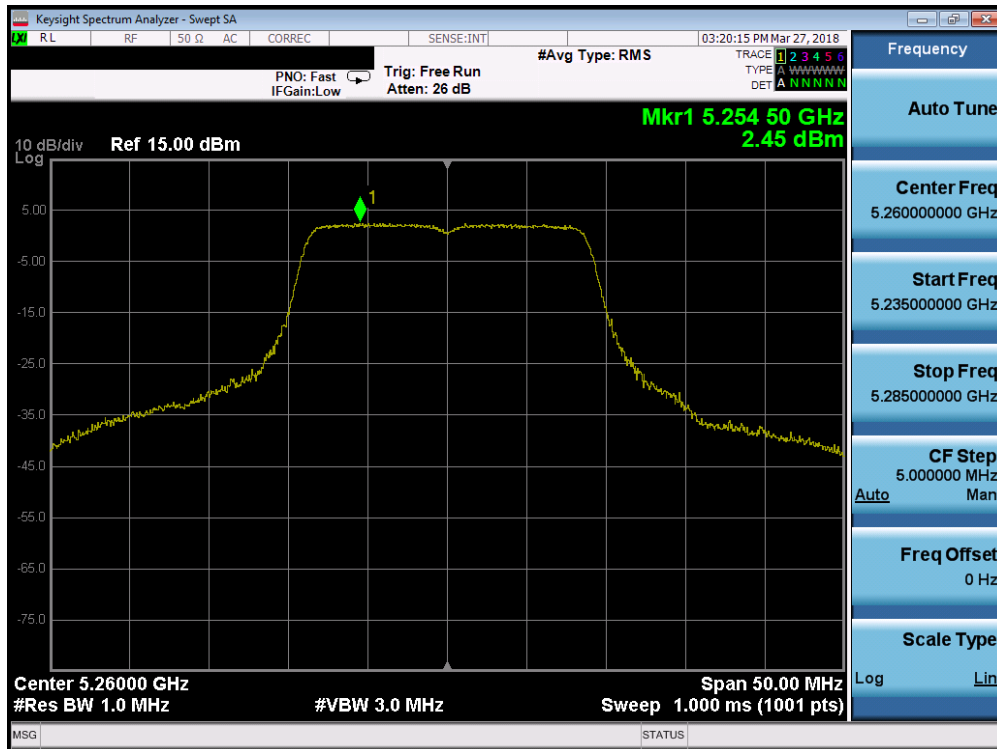 Keysight Spectrum Analyzer - Swept SA
LXI RL RF 50 Ω AC CORREC SENSE:INT 03:20:15 PM Mar 27, 2018
Frequency
#Avg Type: RMS TRACE 1 2 3 4 5 6
PNO: Fast Trig: Free Run TYPE A WWWWW
IFGain:Low Atten: 26 dB DET A N N N N N
Auto Tune
Mkr1 5.254 50 GHz
2.45 dBm
10 dB/div Ref 15.00 dBm
Log
1
5.00
-5.00
-15.0
-25.0
-35.0
-45.0
-55.0
-65.0
-75.0
Center Freq
5.260000000 GHz
Start Freq
5.235000000 GHz
Stop Freq
5.285000000 GHz
CF Step
5.000000 MHz
Auto Man
Freq Offset
0 Hz
Scale Type
Log Lin
Center 5.26000 GHz Span 50.00 MHz
#Res BW 1.0 MHz #VBW 3.0 MHz Sweep 1.000 ms (1001 pts)
MSG STATUS